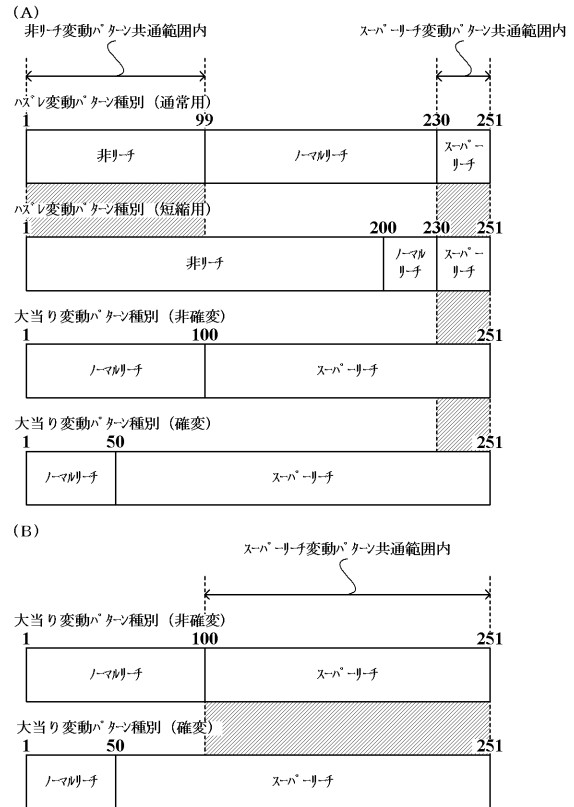 (A)
非リーチ変動パターン共通範囲内 スーパーリーチ変動パターン共通範囲内
ハズレ変動パターン種別（通常用）
1 99 230 251
非リーチ ノーマルリーチ スーパー
リーチ
ハズレ変動パターン種別（短縮用）
1 200 230 251
非リーチ ノーマル
リーチ スーパー
リーチ
大当り変動パターン種別（非確変）
1 100 251
ノーマルリーチ スーパーリーチ
大当り変動パターン種別（確変）
1 50 251
ノーマルリーチ スーパーリーチ
(B)
スーパーリーチ変動パターン共通範囲内
大当り変動パターン種別（非確変）
1 100 251
ノーマルリーチ スーパーリーチ
大当り変動パターン種別（確変）
1 50 251
ノーマルリーチ スーパーリーチ